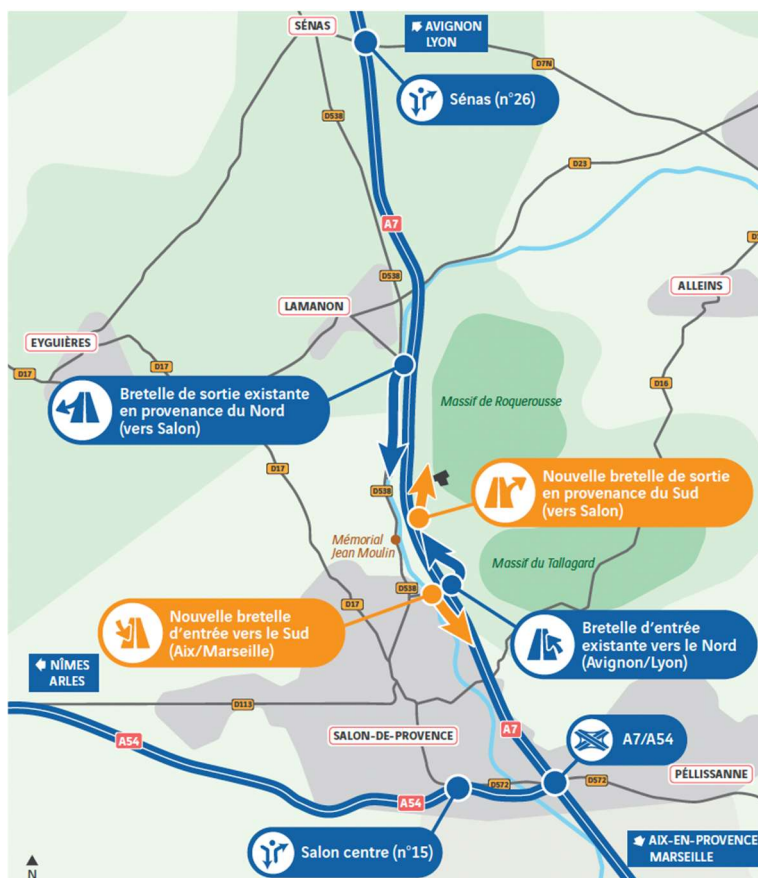 SÉNAS
AVIGNON
LYON
D7N
Sénas (n°26)
D538
D23
A7
D538
ALLEINS
LAMANON
EYGUIÈRES
D17
D17
Bretelle de sortie existante
en provenance du Nord
(vers Salon)
D16
Massif de Roquerousse
D17
D538
Nouvelle bretelle de sortie
en provenance du Sud
(vers Salon)
Mémorial
Jean Moulin
Massif du Tallagard
D538
D17
Nouvelle bretelle
d'entrée vers le Sud
(Aix/Marseille)
Bretelle d'entrée
existante vers le Nord
(Avignon/Lyon)
NÎMES
ARLES
D113
A54
SALON-DE-PROVENCE
A7
A7/A54
PÉLLISSANNE
D572
D572
A54
Salon centre (n°15)
AIX-EN-PROVENCE
MARSEILLE
N